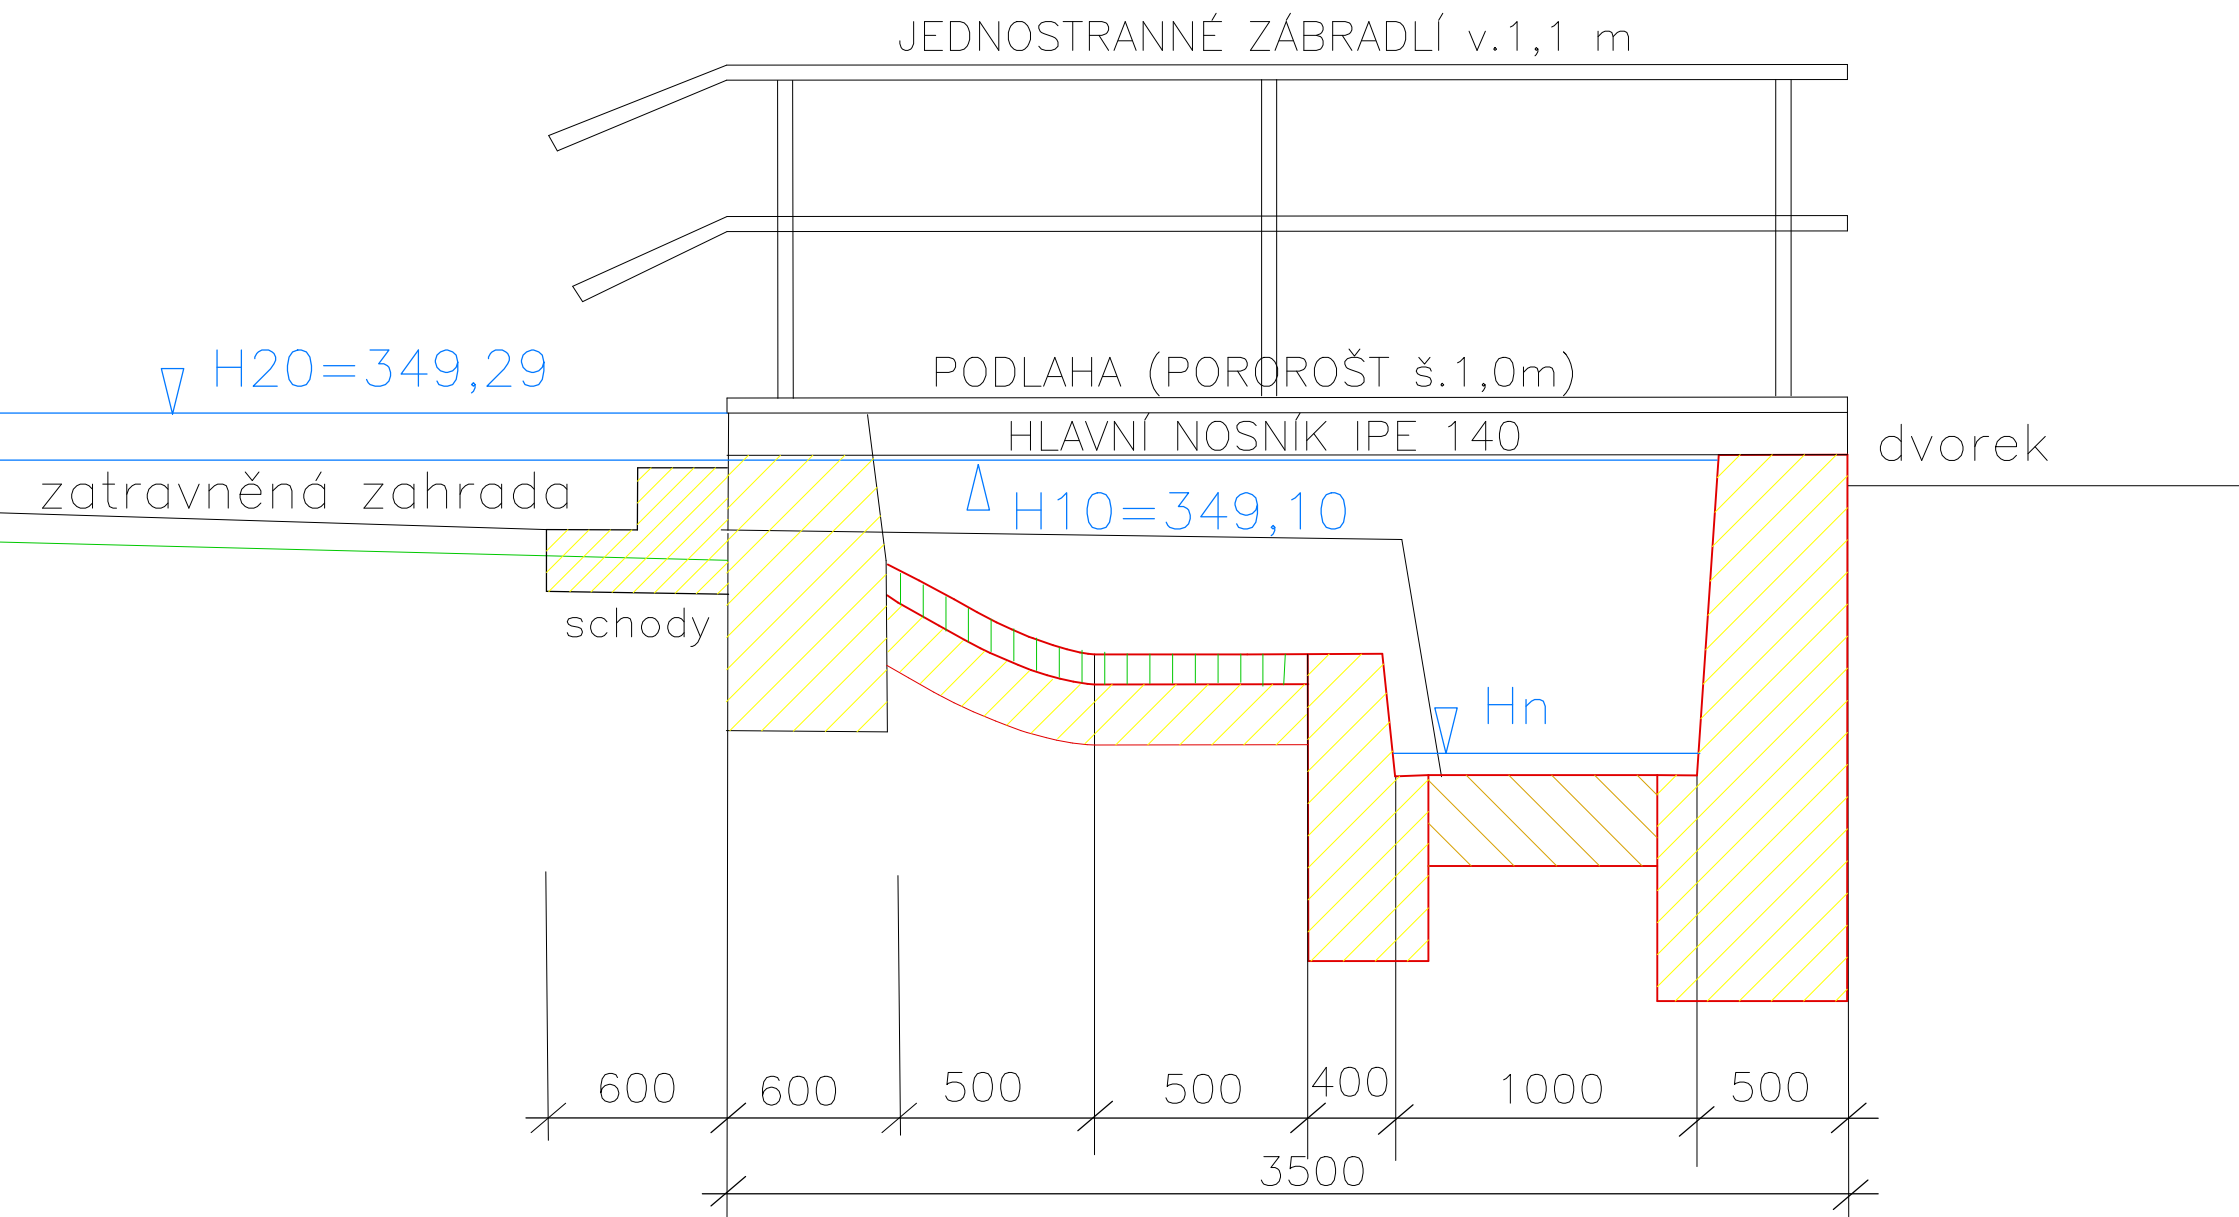 JEDNOSTRANNÉ ZÁBRADLÍ v.1,1 m
H20=349,29
PODLAHA (POROROŠT š.1,0m)
HLAVNÍ NOSNÍK IPE 140
dvorek
zatravněná zahrada
H10=349,10
schody
Hn
600 600 500 500 400 1000 500
3500